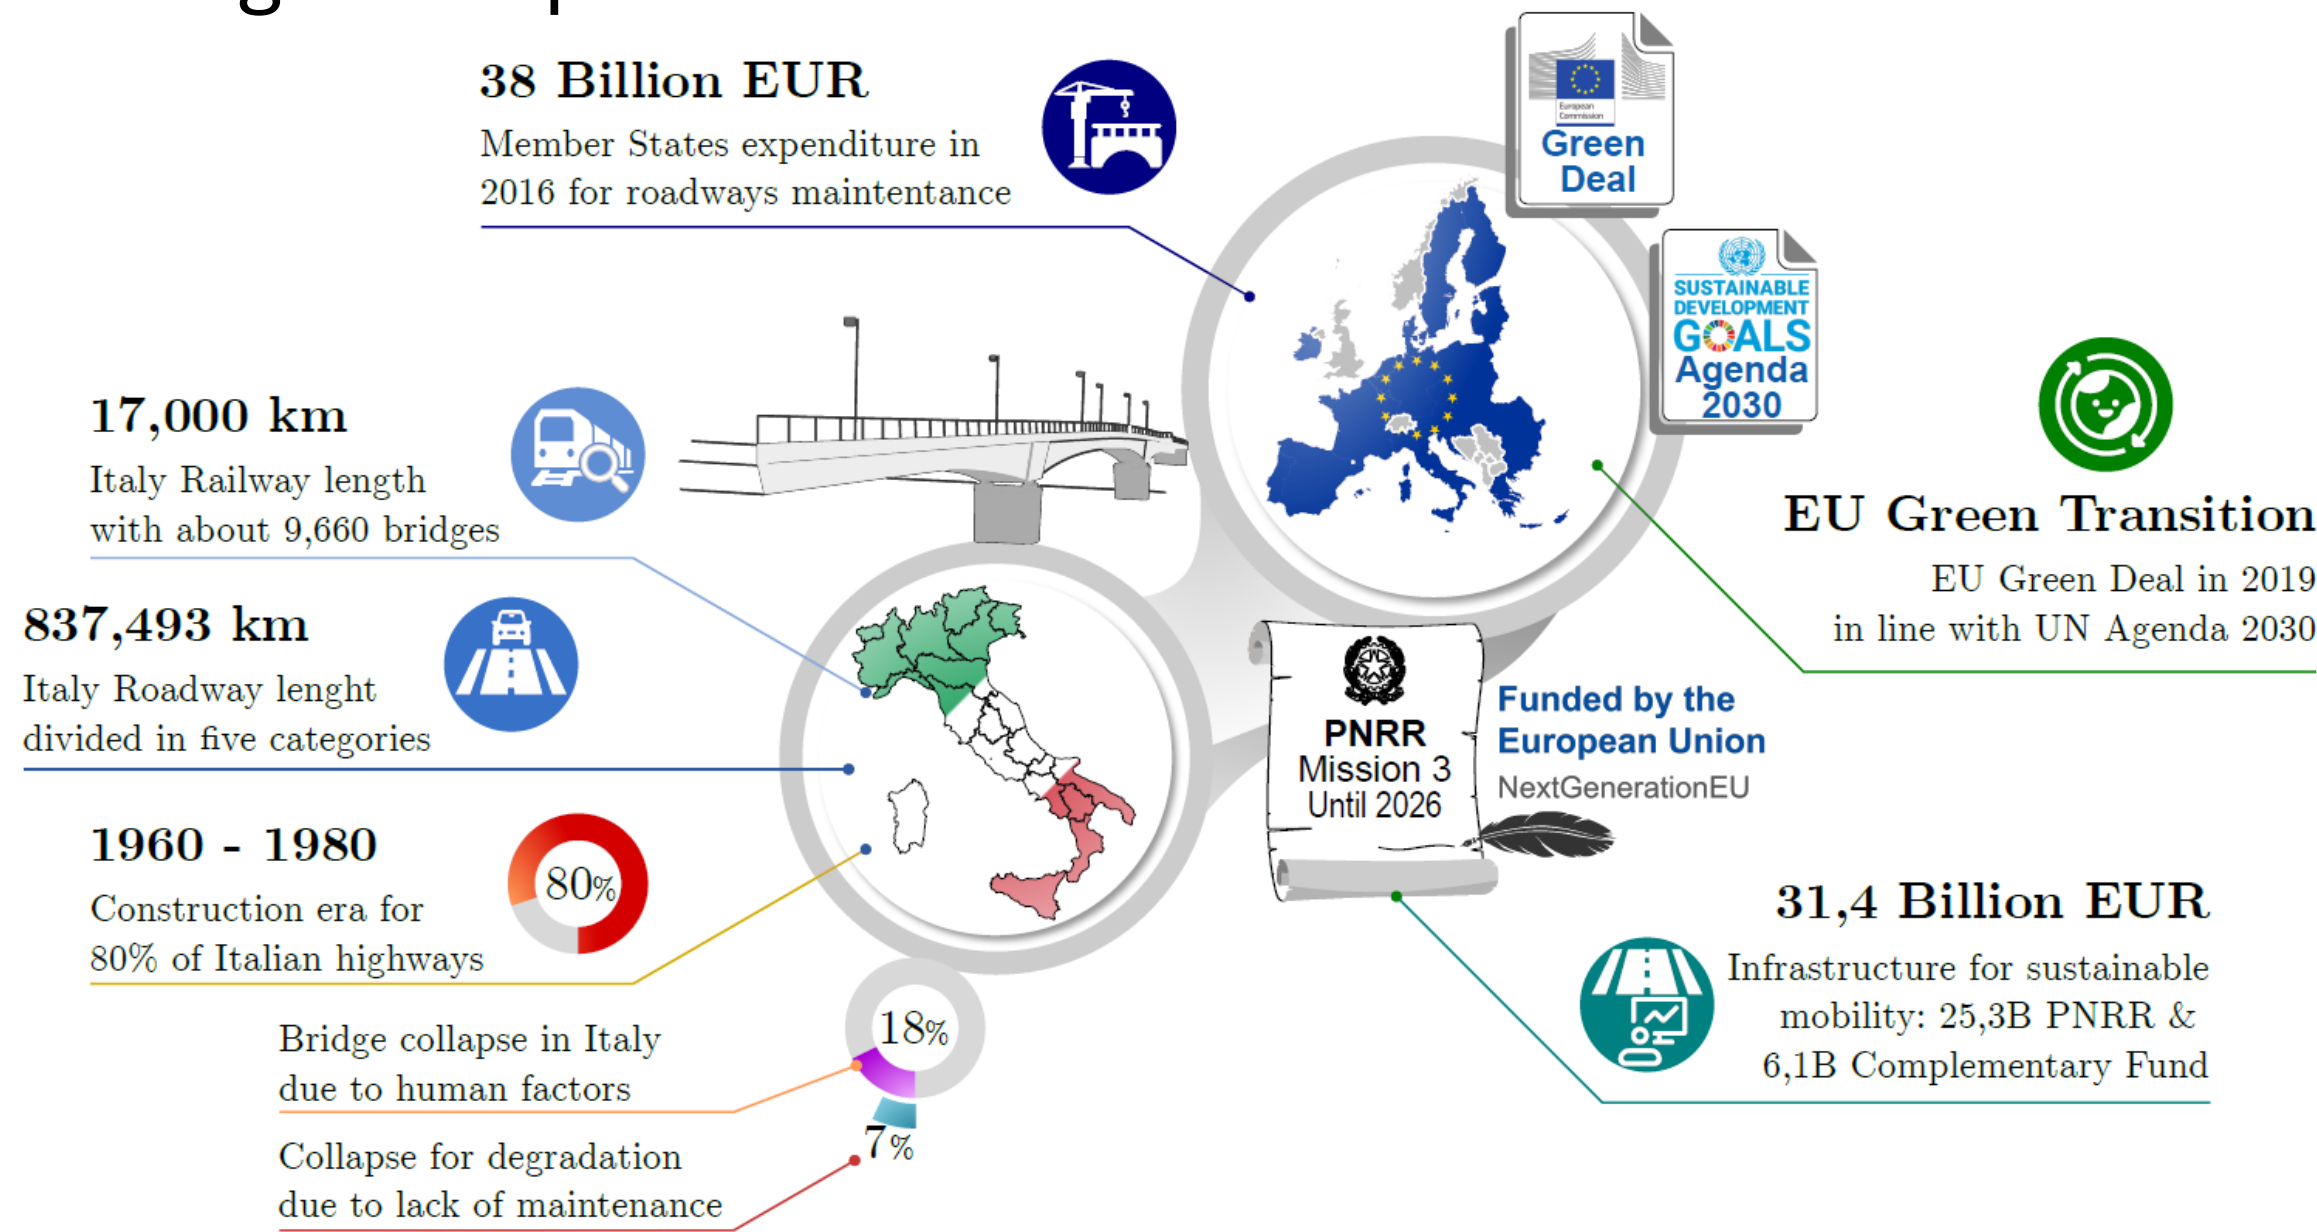 38 Billion EUR
Member States expenditure in
2016 for roadways maintentance
European
Commission
Green
Deal
SUSTAINABLE
DEVELOPMENT
GOALS
Agenda
2030
17,000 km
Italy Railway length
with about 9,660 bridges
EU Green Transition
EU Green Deal in 2019
in line with UN Agenda 2030
837,493 km
Italy Roadway lenght
divided in five categories
PNRR
Mission 3
Until 2026
Funded by the
European Union
NextGenerationEU
1960 - 1980
Construction era for
80% of Italian highways
80%
31,4 Billion EUR
Infrastructure for sustainable
mobility: 25,3B PNRR &
6,1B Complementary Fund
Bridge collapse in Italy
due to human factors
18%
Collapse for degradation
due to lack of maintenance
7%